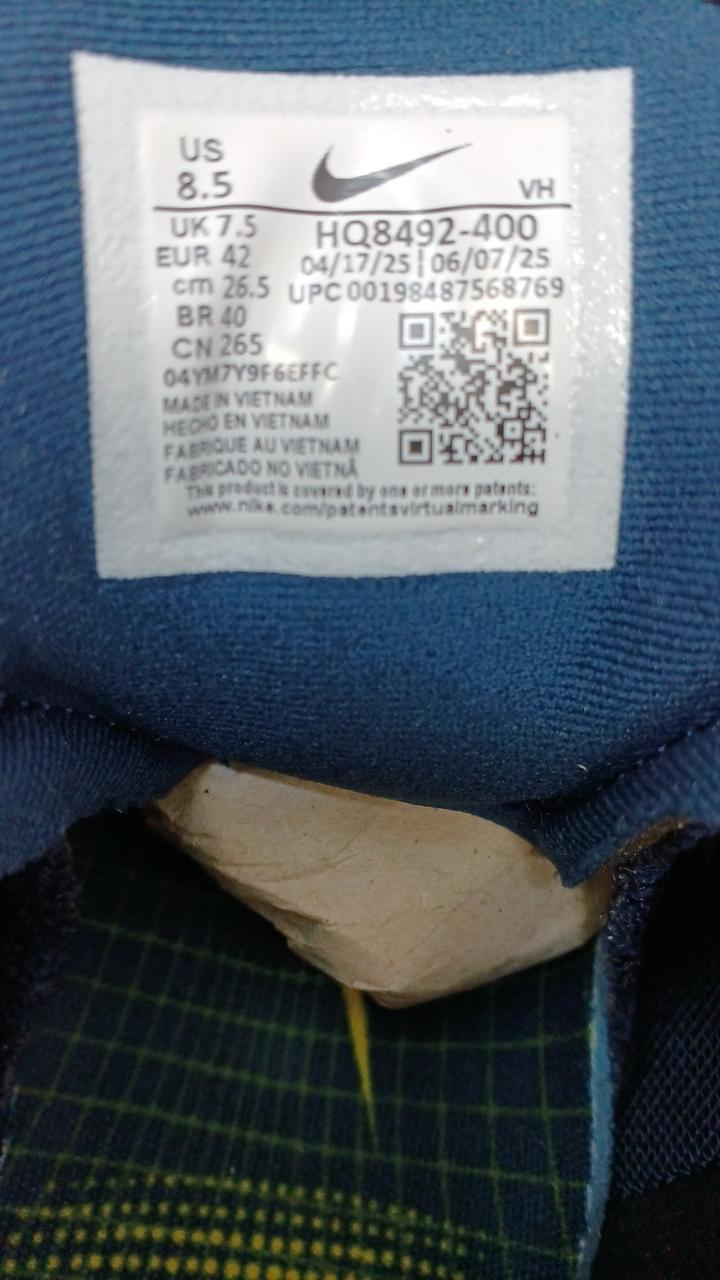 US
8.5
VH
UK 7.5
HQ8492-400
EUR 42
04/17/25 | 06/07/25
cm 26.5
UPC 00198487568769
BR 40
CN 265
04YM7Y9F6EFFC
MADE IN VIETNAM
HECHO EN VIETNAM
FABRIQUE AU VIETNAM
FABRICADO NO VIETNÃ
This product is covered by one or more patents:
www.nike.com/patentsvirtualmarking